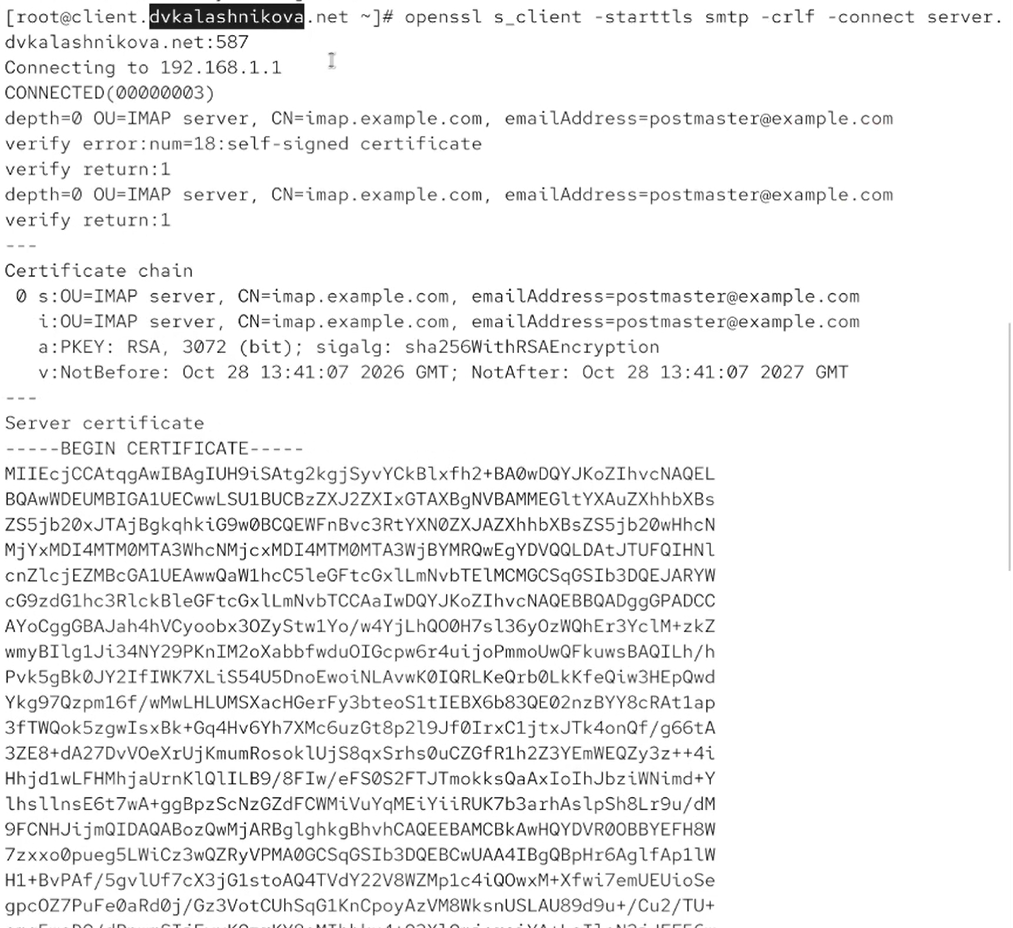 [root@client.dvkalashnikova.net ~]# openssl s_client -starttls smtp -crlf -connect server.
dvkalashnikova.net:587
Connecting to 192.168.1.1
CONNECTED(00000003)
depth=0 OU=IMAP server, CN=imap.example.com, emailAddress=postmaster@example.com
verify error:num=18:self-signed certificate
verify return:1
depth=0 OU=IMAP server, CN=imap.example.com, emailAddress=postmaster@example.com
verify return:1
---
Certificate chain
 0 s:OU=IMAP server, CN=imap.example.com, emailAddress=postmaster@example.com
   i:OU=IMAP server, CN=imap.example.com, emailAddress=postmaster@example.com
   a:PKEY: RSA, 3072 (bit); sigalg: sha256WithRSAEncryption
   v:NotBefore: Oct 28 13:41:07 2026 GMT; NotAfter: Oct 28 13:41:07 2027 GMT
---
Server certificate
-----BEGIN CERTIFICATE-----
MIIEcjCCAtqgAwIBAgIUH9iSAtg2kgjSyvYCkBlxfh2+BA0wDQYJKoZIhvcNAQEL
BQAwWDEUMBIGA1UECwwLSU1BUCBzZXJ2ZXIxGTAXBgNVBAMMEGltYXAuZXhhbXBs
ZS5jb20xJTAjBgkqhkiG9w0BCQEWFnBvc3RtYXN0ZXJAZXhhbXBsZS5jb20wHhcN
MjYxMDI4MTM0MTA3WhcNMjcxMDI4MTM0MTA3WjBYMRQwEgYDVQQLDAtJTUFQIHNl
cnZlcjEZMBcGA1UEAwwQaW1hcC5leGFtcGxlLmNvbTElMCMGCSqGSIb3DQEJARYW
cG9zdG1hc3RlckBleGFtcGxlLmNvbTCCAaIwDQYJKoZIhvcNAQEBBQADggGPADCC
AYoCggGBAJah4hVCyoobx3OZyStw1Yo/w4YjLhQO0H7sl36yOzWQhEr3YclM+zkZ
wmyBIlg1Ji34NY29PKnIM2oXabbfwduOIGcpw6r4uijoPmmoUwQFkuwsBAQILh/h
Pvk5gBk0JY2IfIWK7XLiS54U5DnoEwoiNLAvwK0IQRLKeQrb0LkKfeQiw3HEpQwd
Ykg97Qzpm16f/wMwLHLUMSXacHGerFy3bteoS1tIEBX6b83QE02nzBYY8cRAt1ap
3fTWQok5zgwIsxBk+Gq4Hv6Yh7XMc6uzGt8p2l9Jf0IrxC1jtxJTk4onQf/g66tA
3ZE8+dA27DvVOeXrUjKmumRosoklUjS8qxSrhs0uCZGfR1h2Z3YEmWEQZy3z++4i
Hhjd1wLFHMhjaUrnKlQlILB9/8FIw/eFS0S2FTJTmokksQaAxIoIhJbziWNimd+Y
lhsllnsE6t7wA+ggBpzScNzGZdFCWMiVuYqMEiYiiRUK7b3arhAslpSh8Lr9u/dM
9FCNHJijmQIDAQABozQwMjARBglghkgBhvhCAQEEBAMCBkAwHQYDVR0OBBYEFH8W
7zxxo0pueg5LWiCz3wQZRyVPMA0GCSqGSIb3DQEBCwUAA4IBgQBpHr6AglfAp1lW
H1+BvPAf/5gvlUf7cX3jG1stoAQ4TVdY22V8WZMp1c4iQOwxM+Xfwi7emUEUioSe
gpcOZ7PuFe0aRd0j/Gz3VotCUhSqG1KnCpoyAzVM8WksnUSLAU89d9u+/Cu2/TU+